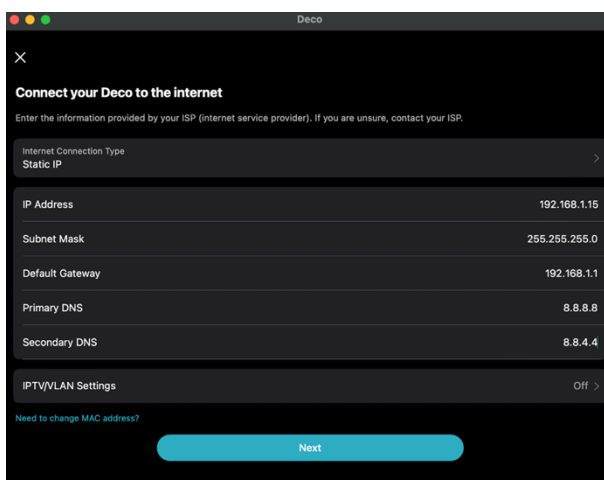 Deco
Connect your Deco to the internet
Enter the information provided by your ISP (internet service provider). If you are unsure, contact your ISP.
Internet Connection Type
Static IP
IP Address 192.168.1.15
Subnet Mask 255.255.255.0
Default Gateway 192.168.1.1
Primary DNS 8.8.8.8
Secondary DNS 8.8.4.4
IPTV/VLAN Settings Off
Need to change MAC address?
Next